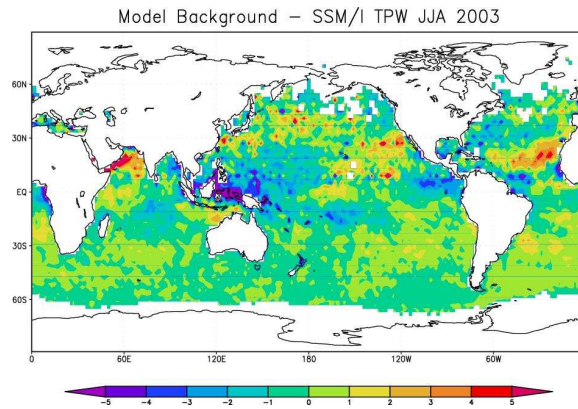 Model Background – SSM/I TPW JJA 2003
60N
30N
EQ
30S
60S
0 60E 120E 180 120W 60W
-5 -4 -3 -2 -1 0 1 2 3 4 5